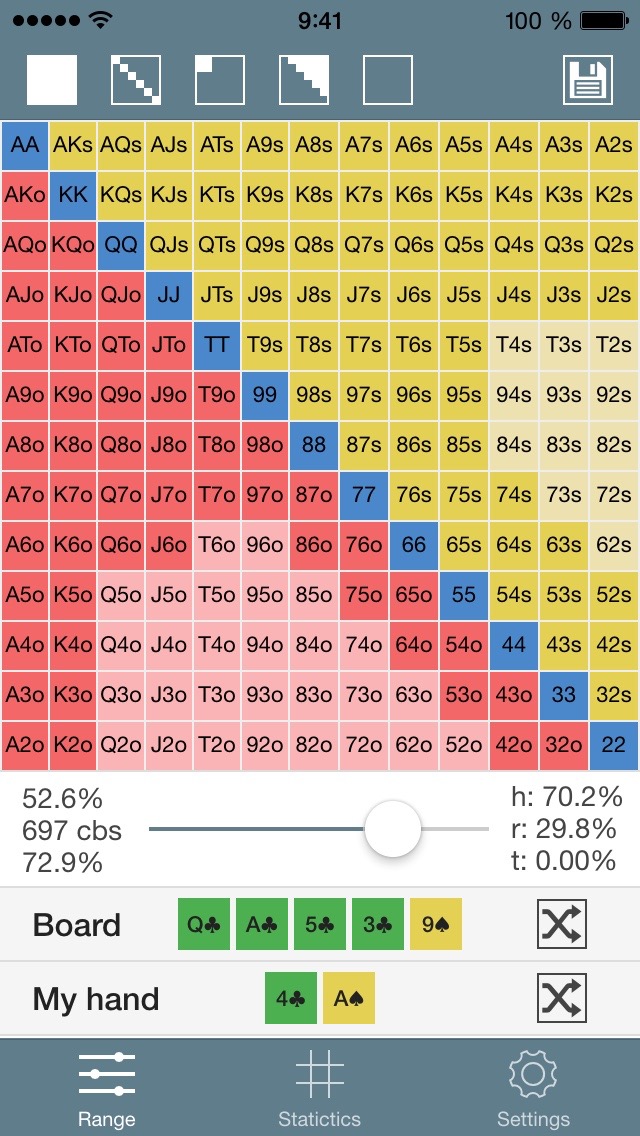 9:41 100 %
AA AKs AQs AJs ATs A9s A8s A7s A6s A5s A4s A3s A2s
AKo KK KQs KJs KTs K9s K8s K7s K6s K5s K4s K3s K2s
AQo KQo QQ QJs QTs Q9s Q8s Q7s Q6s Q5s Q4s Q3s Q2s
AJo KJo QJo JJ JTs J9s J8s J7s J6s J5s J4s J3s J2s
ATo KTo QTo JTo TT T9s T8s T7s T6s T5s T4s T3s T2s
A9o K9o Q9o J9o T9o 99 98s 97s 96s 95s 94s 93s 92s
A8o K8o Q8o J8o T8o 98o 88 87s 86s 85s 84s 83s 82s
A7o K7o Q7o J7o T7o 97o 87o 77 76s 75s 74s 73s 72s
A6o K6o Q6o J6o T6o 96o 86o 76o 66 65s 64s 63s 62s
A5o K5o Q5o J5o T5o 95o 85o 75o 65o 55 54s 53s 52s
A4o K4o Q4o J4o T4o 94o 84o 74o 64o 54o 44 43s 42s
A3o K3o Q3o J3o T3o 93o 83o 73o 63o 53o 43o 33 32s
A2o K2o Q2o J2o T2o 92o 82o 72o 62o 52o 42o 32o 22
52.6% h: 70.2%
697 cbs r: 29.8%
72.9% t: 0.00%
Board Q♣ A♣ 5♣ 3♣ 9♠
My hand 4♣ A♠
Range Statictics Settings